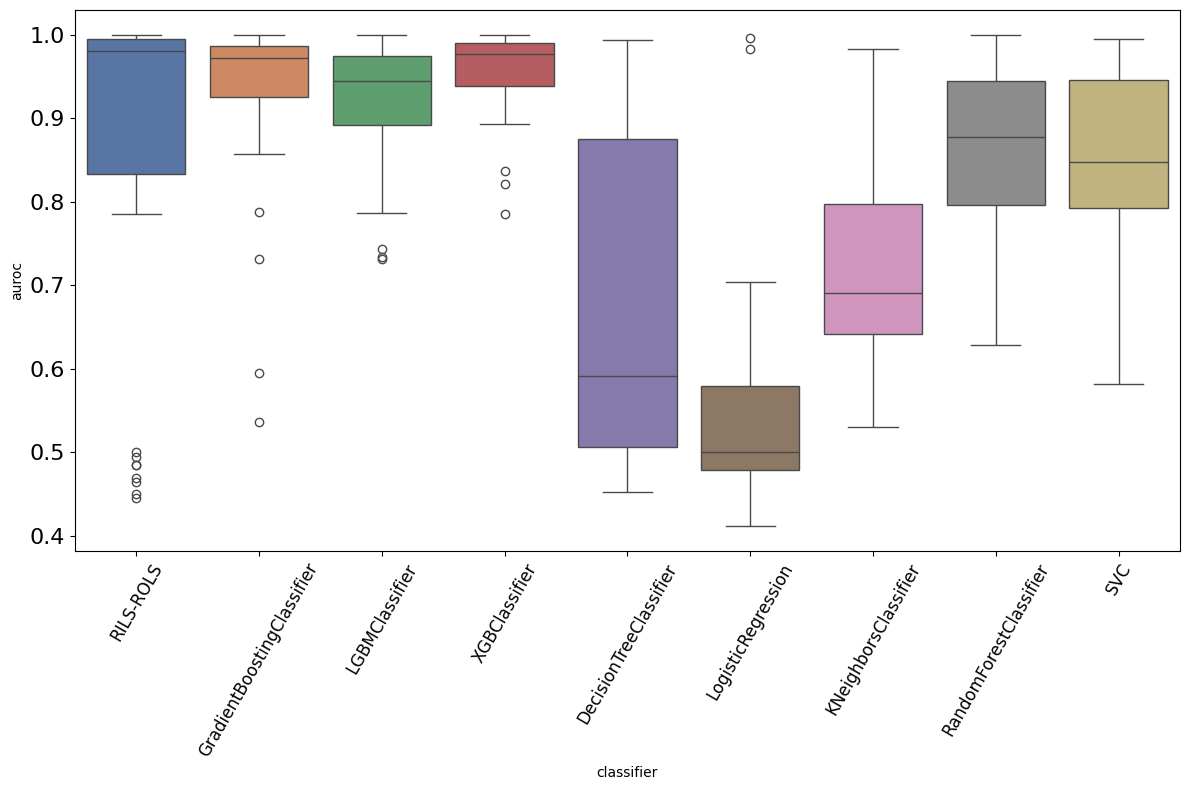 1.0
0.9
0.8
0.7
0.6
0.5
0.4
auroc
RILS-ROLS
GradientBoostingClassifier
LGBMClassifier
XGBClassifier
DecisionTreeClassifier
LogisticRegression
KNeighborsClassifier
RandomForestClassifier
SVC
classifier